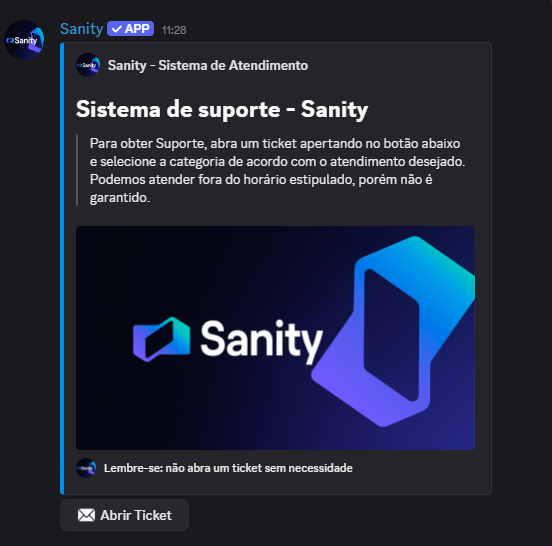 Sanity
Sanity ✓ APP 11:28
Sanity
Sanity - Sistema de Atendimento
Sistema de suporte - Sanity
Para obter Suporte, abra um ticket apertando no botão abaixo
e selecione a categoria de acordo com o atendimento desejado.
Podemos atender fora do horário estipulado, porém não é
garantido.
Sanity
Lembre-se: não abra um ticket sem necessidade
Abrir Ticket